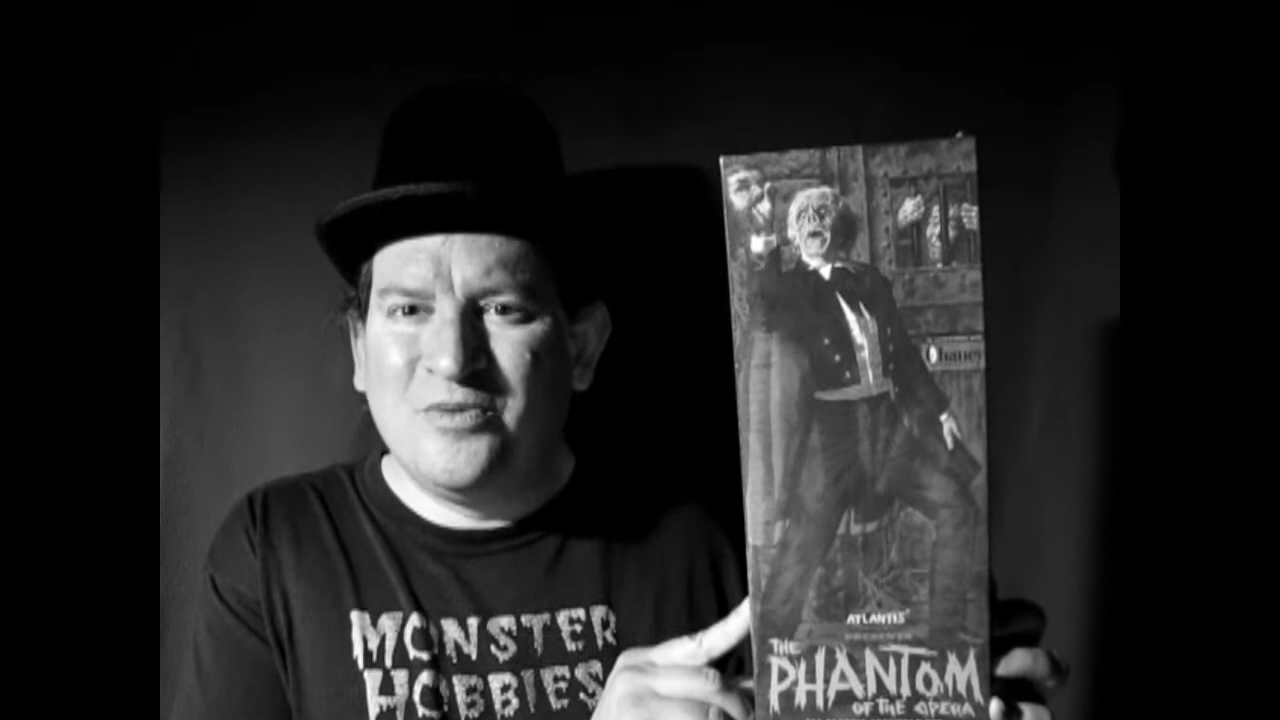 Chaney
ATLANTIS
PRESENTS
THE
PHANTOM
OF THE OPERA
MONSTER
HOBBIES